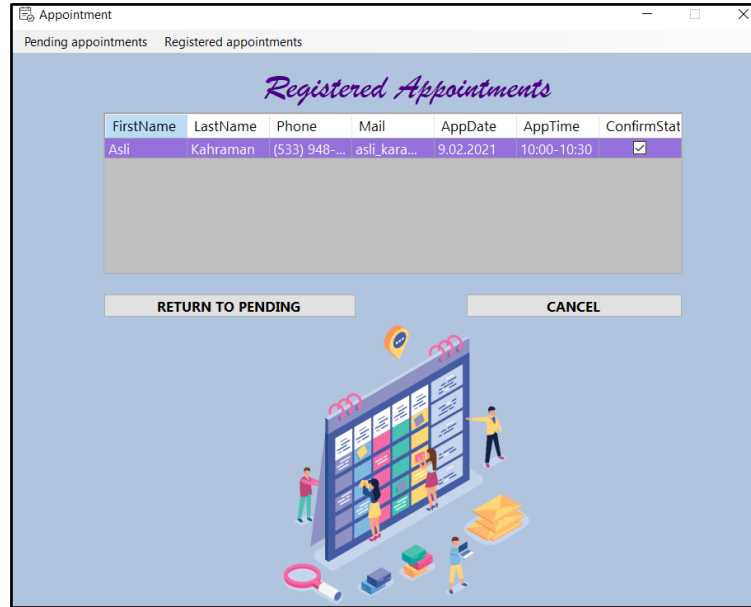 Appointment
Pending appointments Registered appointments
Registered Appointments
FirstName LastName Phone Mail AppDate AppTime ConfirmStat
Asli Kahraman (533) 948-... asli_kara... 9.02.2021 10:00-10:30
RETURN TO PENDING CANCEL